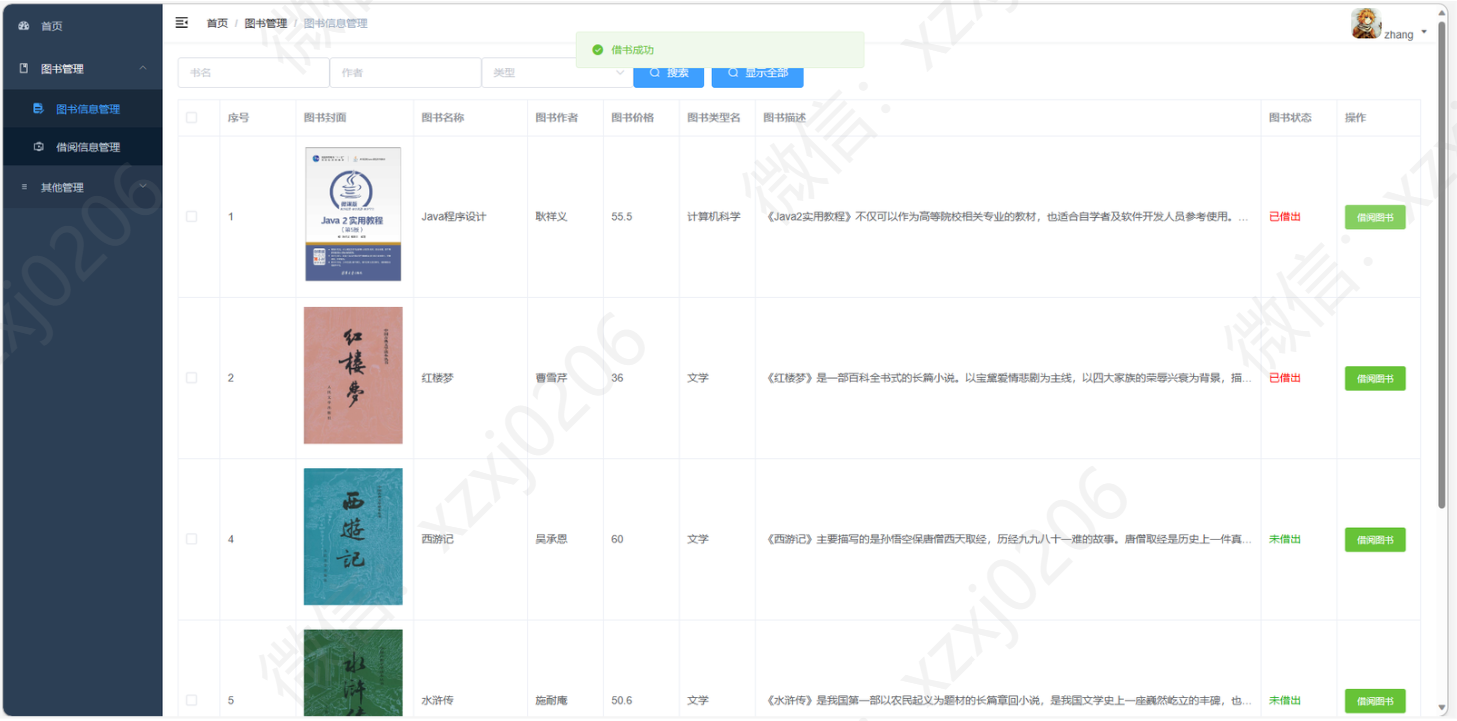 首页
图书管理
图书信息管理
借阅信息管理
其他管理
首页 / 图书管理 / 图书信息管理
zhang
借书成功
书名 作者 类型 搜索 显示全部
序号 图书封面 图书名称 图书作者 图书价格 图书类型名 图书描述 图书状态 操作
微课版
Java 2 实用教程
(第5版)
1 Java程序设计 耿祥义 55.5 计算机科学 《Java2实用教程》不仅可以作为高等院校相关专业的教材，也适合自学者及软件开发人员参考使用。... 已借出 借阅图书
红楼梦
2 红楼梦 曹雪芹 36 文学 《红楼梦》是一部百科全书式的长篇小说。以宝黛爱情悲剧为主线，以四大家族的荣辱兴衰为背景，描... 已借出 借阅图书
西遊記
4 西游记 吴承恩 60 文学 《西游记》主要描写的是孙悟空保唐僧西天取经，历经九九八十一难的故事。唐僧取经是历史上一件真... 未借出 借阅图书
水浒
5 水浒传 施耐庵 50.6 文学 《水浒传》是我国第一部以农民起义为题材的长篇章回小说，是我国文学史上一座巍然屹立的丰碑，也... 未借出 借阅图书
微信：xzxj0206